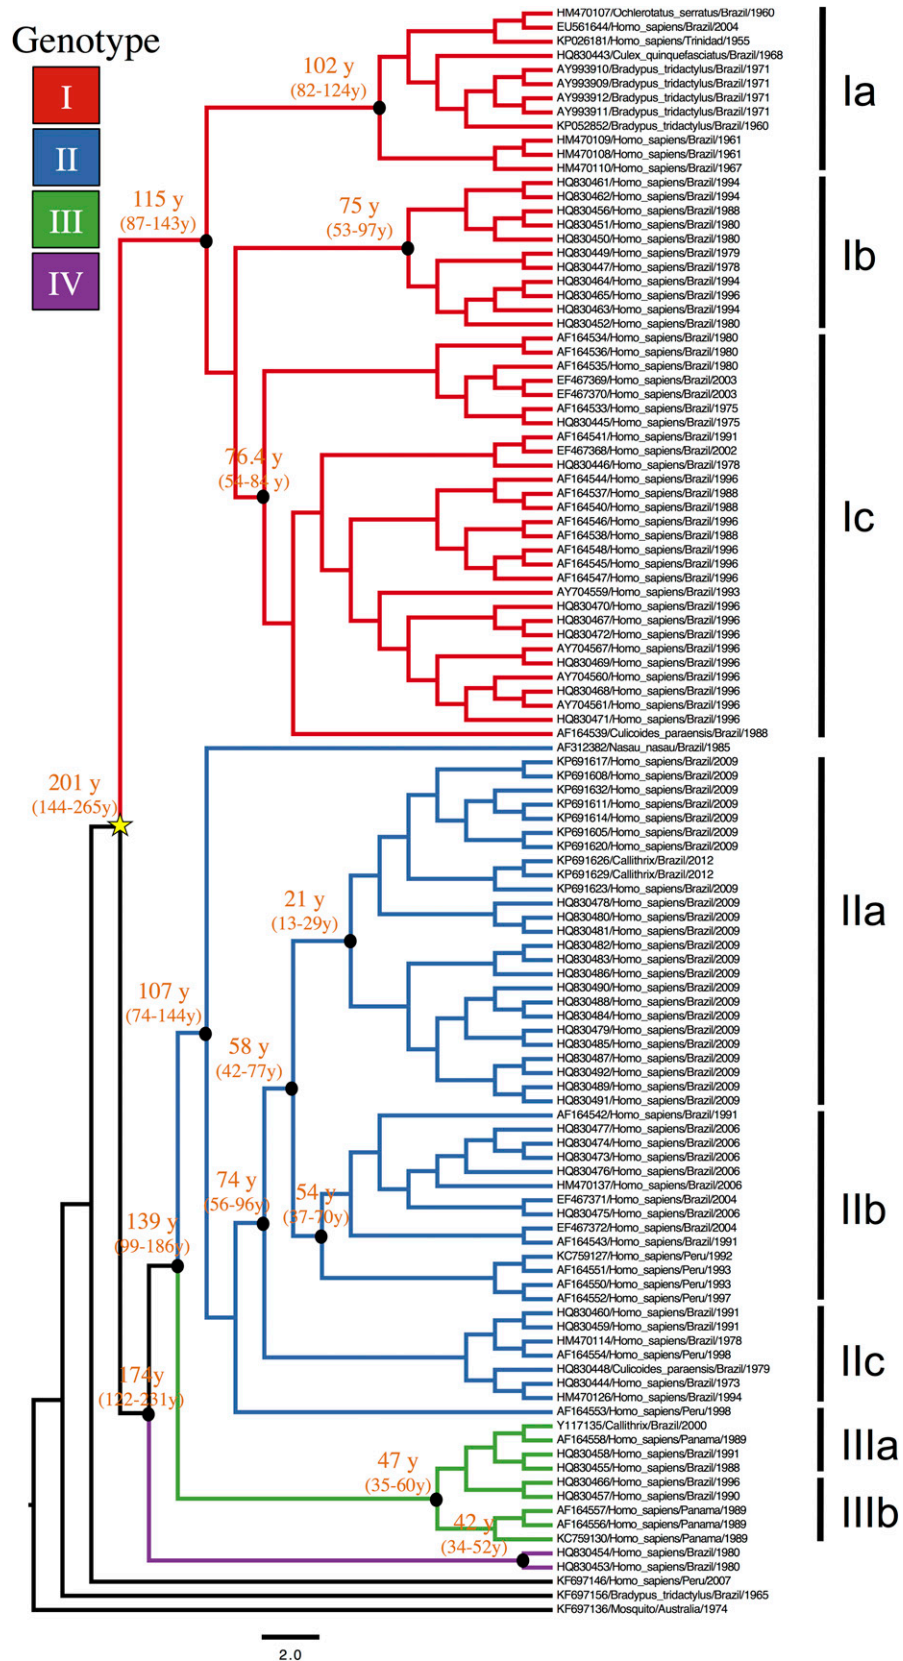 Genotype
I
II
III
IV
102 y
(82-124y)
115 y
(87-143y)
75 y
(53-97y)
76.4 y
(54-84 y)
201 y
(144-265y)
21 y
(13-29y)
107 y
(74-144y)
58 y
(42-77y)
74 y
(56-96y)
54 y
(37-70y)
139 y
(99-186y)
174y
(122-231y)
47 y
(35-60y)
42 y
(34-52y)
HM470107/Ochlerotatus_serratus/Brazil/1960
EU561644/Homo_sapiens/Brazil/2004
KP026181/Homo_sapiens/Trinidad/1955
HQ830443/Culex_quinquefasciatus/Brazil/1968
AY993910/Bradypus_tridactylus/Brazil/1971
AY993909/Bradypus_tridactylus/Brazil/1971
AY993912/Bradypus_tridactylus/Brazil/1971
AY993911/Bradypus_tridactylus/Brazil/1971
KP052852/Bradypus_tridactylus/Brazil/1960
HM470109/Homo_sapiens/Brazil/1961
HM470108/Homo_sapiens/Brazil/1961
HM470110/Homo_sapiens/Brazil/1967
HQ830461/Homo_sapiens/Brazil/1994
HQ830462/Homo_sapiens/Brazil/1994
HQ830456/Homo_sapiens/Brazil/1988
HQ830451/Homo_sapiens/Brazil/1980
HQ830450/Homo_sapiens/Brazil/1980
HQ830449/Homo_sapiens/Brazil/1979
HQ830447/Homo_sapiens/Brazil/1978
HQ830464/Homo_sapiens/Brazil/1994
HQ830465/Homo_sapiens/Brazil/1996
HQ830463/Homo_sapiens/Brazil/1994
HQ830452/Homo_sapiens/Brazil/1980
AF164534/Homo_sapiens/Brazil/1980
AF164536/Homo_sapiens/Brazil/1980
AF164535/Homo_sapiens/Brazil/1980
EF467369/Homo_sapiens/Brazil/2003
EF467370/Homo_sapiens/Brazil/2003
AF164533/Homo_sapiens/Brazil/1975
HQ830445/Homo_sapiens/Brazil/1975
AF164541/Homo_sapiens/Brazil/1991
EF467368/Homo_sapiens/Brazil/2002
HQ830446/Homo_sapiens/Brazil/1978
AF164544/Homo_sapiens/Brazil/1996
AF164537/Homo_sapiens/Brazil/1988
AF164540/Homo_sapiens/Brazil/1988
AF164546/Homo_sapiens/Brazil/1996
AF164538/Homo_sapiens/Brazil/1988
AF164548/Homo_sapiens/Brazil/1996
AF164545/Homo_sapiens/Brazil/1996
AF164547/Homo_sapiens/Brazil/1996
AY704559/Homo_sapiens/Brazil/1993
HQ830470/Homo_sapiens/Brazil/1996
HQ830467/Homo_sapiens/Brazil/1996
HQ830472/Homo_sapiens/Brazil/1996
AY704567/Homo_sapiens/Brazil/1996
HQ830469/Homo_sapiens/Brazil/1996
AY704560/Homo_sapiens/Brazil/1996
HQ830468/Homo_sapiens/Brazil/1996
AY704561/Homo_sapiens/Brazil/1996
HQ830471/Homo_sapiens/Brazil/1996
AF164539/Culicoides_paraensis/Brazil/1988
AF312382/Nasau_nasau/Brazil/1985
KP691617/Homo_sapiens/Brazil/2009
KP691608/Homo_sapiens/Brazil/2009
KP691632/Homo_sapiens/Brazil/2009
KP691611/Homo_sapiens/Brazil/2009
KP691614/Homo_sapiens/Brazil/2009
KP691605/Homo_sapiens/Brazil/2009
KP691620/Homo_sapiens/Brazil/2009
KP691626/Callithrix/Brazil/2012
KP691629/Callithrix/Brazil/2012
KP691623/Homo_sapiens/Brazil/2009
HQ830478/Homo_sapiens/Brazil/2009
HQ830480/Homo_sapiens/Brazil/2009
HQ830481/Homo_sapiens/Brazil/2009
HQ830482/Homo_sapiens/Brazil/2009
HQ830483/Homo_sapiens/Brazil/2009
HQ830486/Homo_sapiens/Brazil/2009
HQ830490/Homo_sapiens/Brazil/2009
HQ830488/Homo_sapiens/Brazil/2009
HQ830484/Homo_sapiens/Brazil/2009
HQ830479/Homo_sapiens/Brazil/2009
HQ830485/Homo_sapiens/Brazil/2009
HQ830487/Homo_sapiens/Brazil/2009
HQ830492/Homo_sapiens/Brazil/2009
HQ830489/Homo_sapiens/Brazil/2009
HQ830491/Homo_sapiens/Brazil/2009
AF164542/Homo_sapiens/Brazil/1991
HQ830477/Homo_sapiens/Brazil/2006
HQ830474/Homo_sapiens/Brazil/2006
HQ830473/Homo_sapiens/Brazil/2006
HQ830476/Homo_sapiens/Brazil/2006
HM470137/Homo_sapiens/Brazil/2006
EF467371/Homo_sapiens/Brazil/2004
HQ830475/Homo_sapiens/Brazil/2006
EF467372/Homo_sapiens/Brazil/2004
AF164543/Homo_sapiens/Brazil/1991
KC759127/Homo_sapiens/Peru/1992
AF164551/Homo_sapiens/Peru/1993
AF164550/Homo_sapiens/Peru/1993
AF164552/Homo_sapiens/Peru/1997
HQ830460/Homo_sapiens/Brazil/1991
HQ830459/Homo_sapiens/Brazil/1991
HM470114/Homo_sapiens/Brazil/1978
AF164554/Homo_sapiens/Peru/1998
HQ830448/Culicoides_paraensis/Brazil/1979
HQ830444/Homo_sapiens/Brazil/1973
HM470126/Homo_sapiens/Brazil/1994
AF164553/Homo_sapiens/Peru/1998
Y117135/Callithrix/Brazil/2000
AF164558/Homo_sapiens/Panama/1989
HQ830458/Homo_sapiens/Brazil/1991
HQ830455/Homo_sapiens/Brazil/1988
HQ830466/Homo_sapiens/Brazil/1996
HQ830457/Homo_sapiens/Brazil/1990
AF164557/Homo_sapiens/Panama/1989
AF164556/Homo_sapiens/Panama/1989
KC759130/Homo_sapiens/Panama/1989
HQ830454/Homo_sapiens/Brazil/1980
HQ830453/Homo_sapiens/Brazil/1980
KF697146/Homo_sapiens/Peru/2007
KF697156/Bradypus_tridactylus/Brazil/1965
KF697136/Mosquito/Australia/1974
Ia
Ib
Ic
IIa
IIb
IIc
IIIa
IIIb
2.0